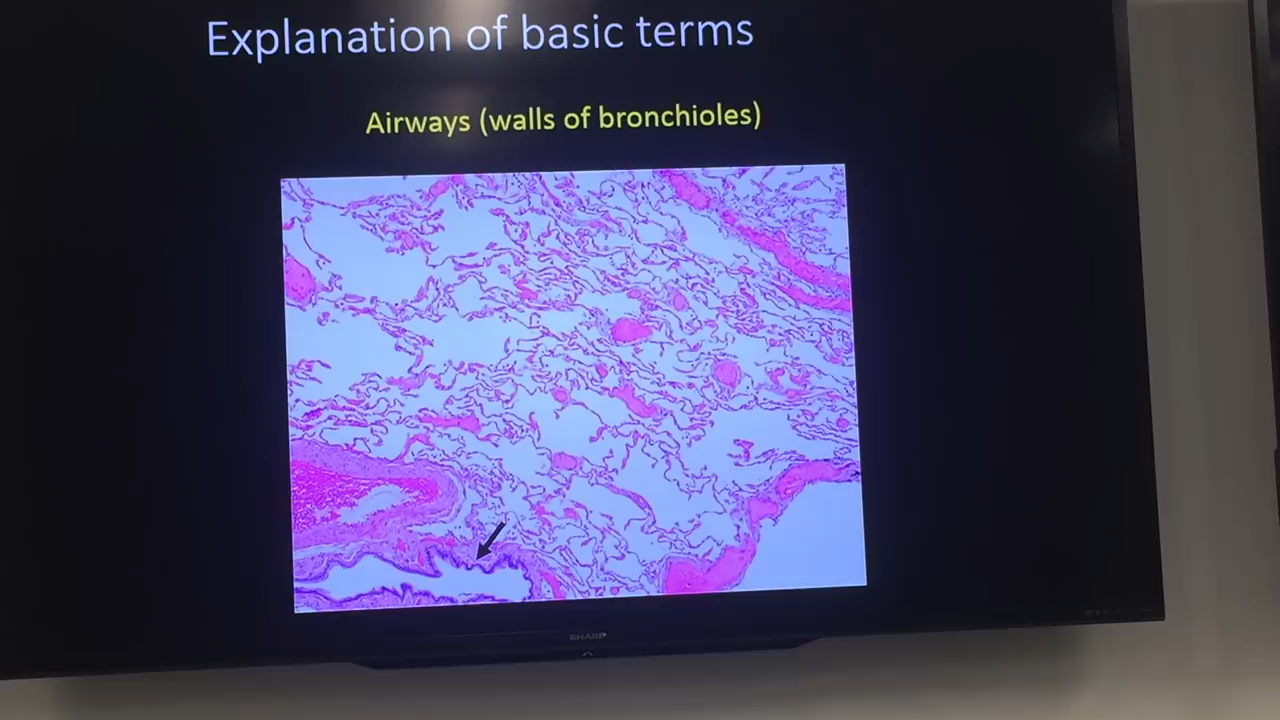 Explanation of basic terms
Airways (walls of bronchioles)
SHARP